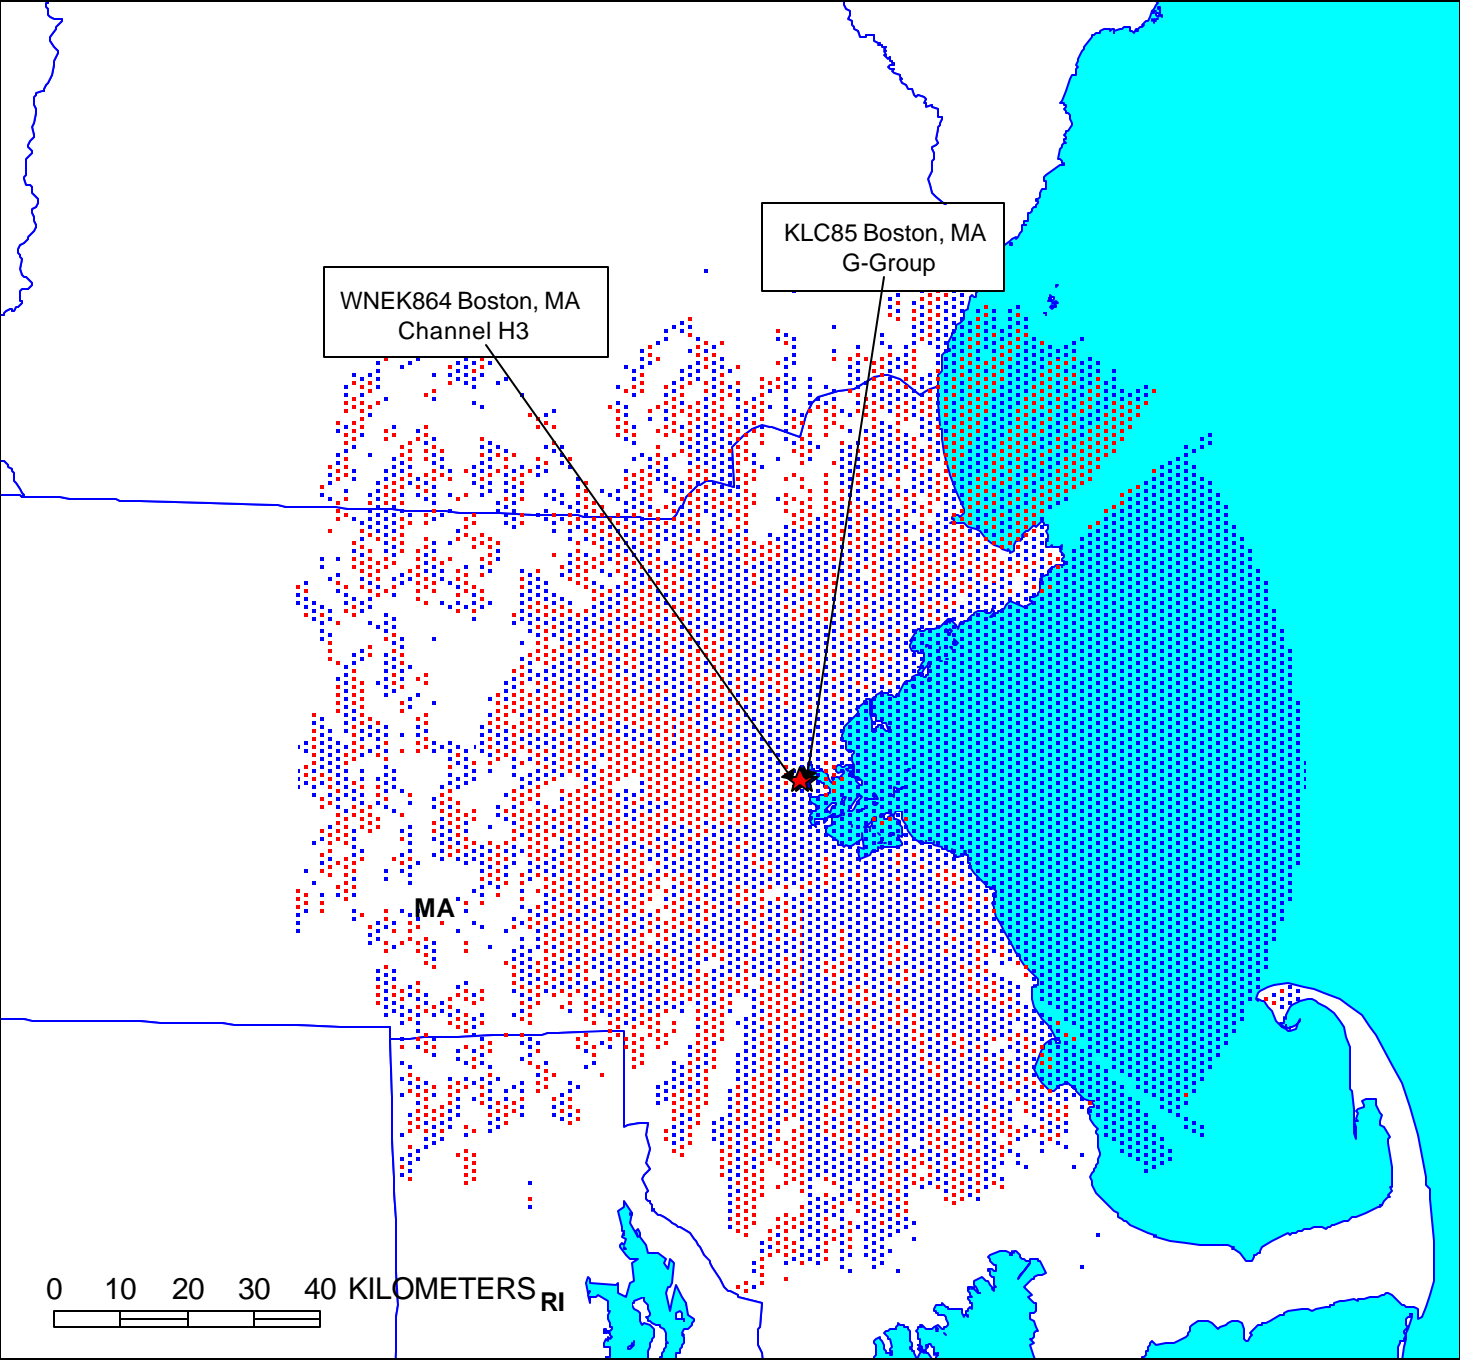 KLC85 Boston, MA
G-Group
WNEK864 Boston, MA
Channel H3
MA
0 10 20 30 40 KILOMETERS
RI